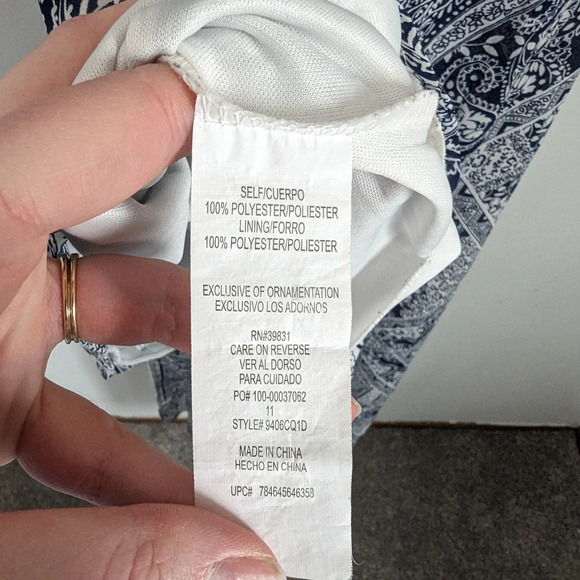 SELF/CUERPO
100% POLYESTER/POLIESTER
LINING/FORRO
100% POLYESTER/POLIESTER
EXCLUSIVE OF ORNAMENTATION
EXCLUSIVO LOS ADORNOS
RN#39831
CARE ON REVERSE
VER AL DORSO
PARA CUIDADO
PO# 100-00037062
11
STYLE# 9406CQ1D
MADE IN CHINA
HECHO EN CHINA
UPC# 784645646358